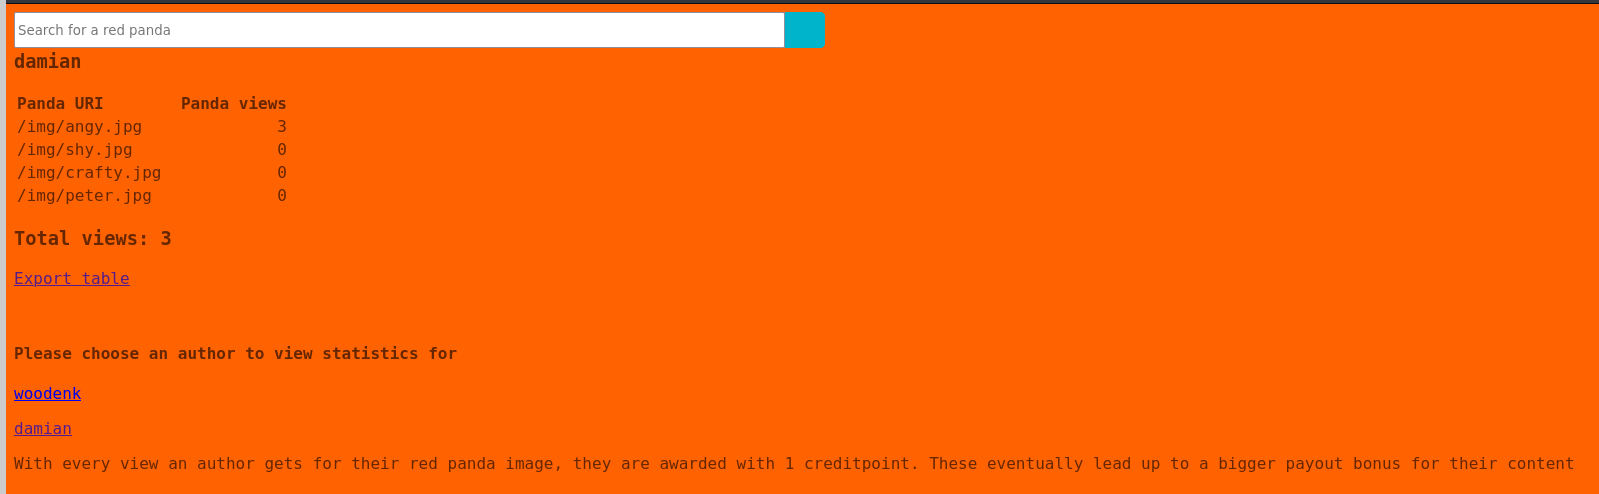 Search for a red panda
damian
Panda URI Panda views
/img/angy.jpg 3
/img/shy.jpg 0
/img/crafty.jpg 0
/img/peter.jpg 0
Total views: 3
Export table
Please choose an author to view statistics for
woodenk
damian
With every view an author gets for their red panda image, they are awarded with 1 creditpoint. These eventually lead up to a bigger payout bonus for their content